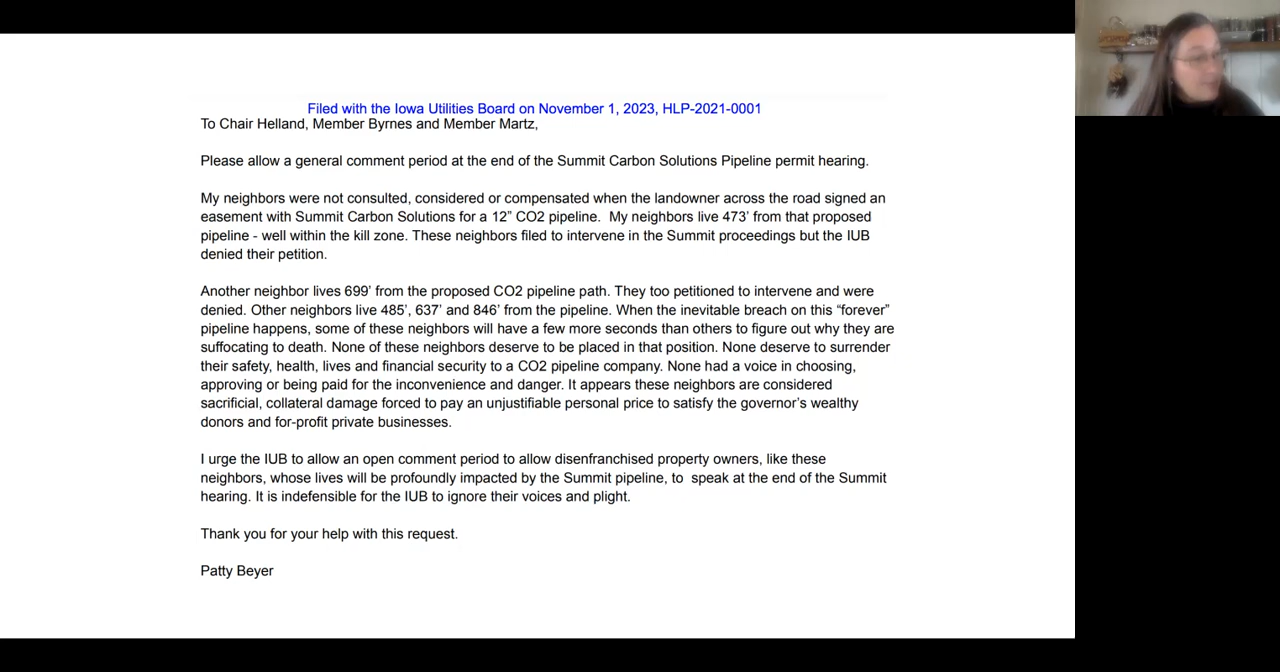 Filed with the Iowa Utilities Board on November 1, 2023, HLP-2021-0001
To Chair Helland, Member Byrnes and Member Martz,
Please allow a general comment period at the end of the Summit Carbon Solutions Pipeline permit hearing.
My neighbors were not consulted, considered or compensated when the landowner across the road signed an
easement with Summit Carbon Solutions for a 12” CO2 pipeline.  My neighbors live 473’ from that proposed
pipeline - well within the kill zone. These neighbors filed to intervene in the Summit proceedings but the IUB
denied their petition.
Another neighbor lives 699’ from the proposed CO2 pipeline path. They too petitioned to intervene and were
denied. Other neighbors live 485’, 637’ and 846’ from the pipeline. When the inevitable breach on this “forever”
pipeline happens, some of these neighbors will have a few more seconds than others to figure out why they are
suffocating to death. None of these neighbors deserve to be placed in that position. None deserve to surrender
their safety, health, lives and financial security to a CO2 pipeline company. None had a voice in choosing,
approving or being paid for the inconvenience and danger. It appears these neighbors are considered
sacrificial, collateral damage forced to pay an unjustifiable personal price to satisfy the governor’s wealthy
donors and for-profit private businesses.
I urge the IUB to allow an open comment period to allow disenfranchised property owners, like these
neighbors, whose lives will be profoundly impacted by the Summit pipeline, to  speak at the end of the Summit
hearing. It is indefensible for the IUB to ignore their voices and plight.
Thank you for your help with this request.
Patty Beyer